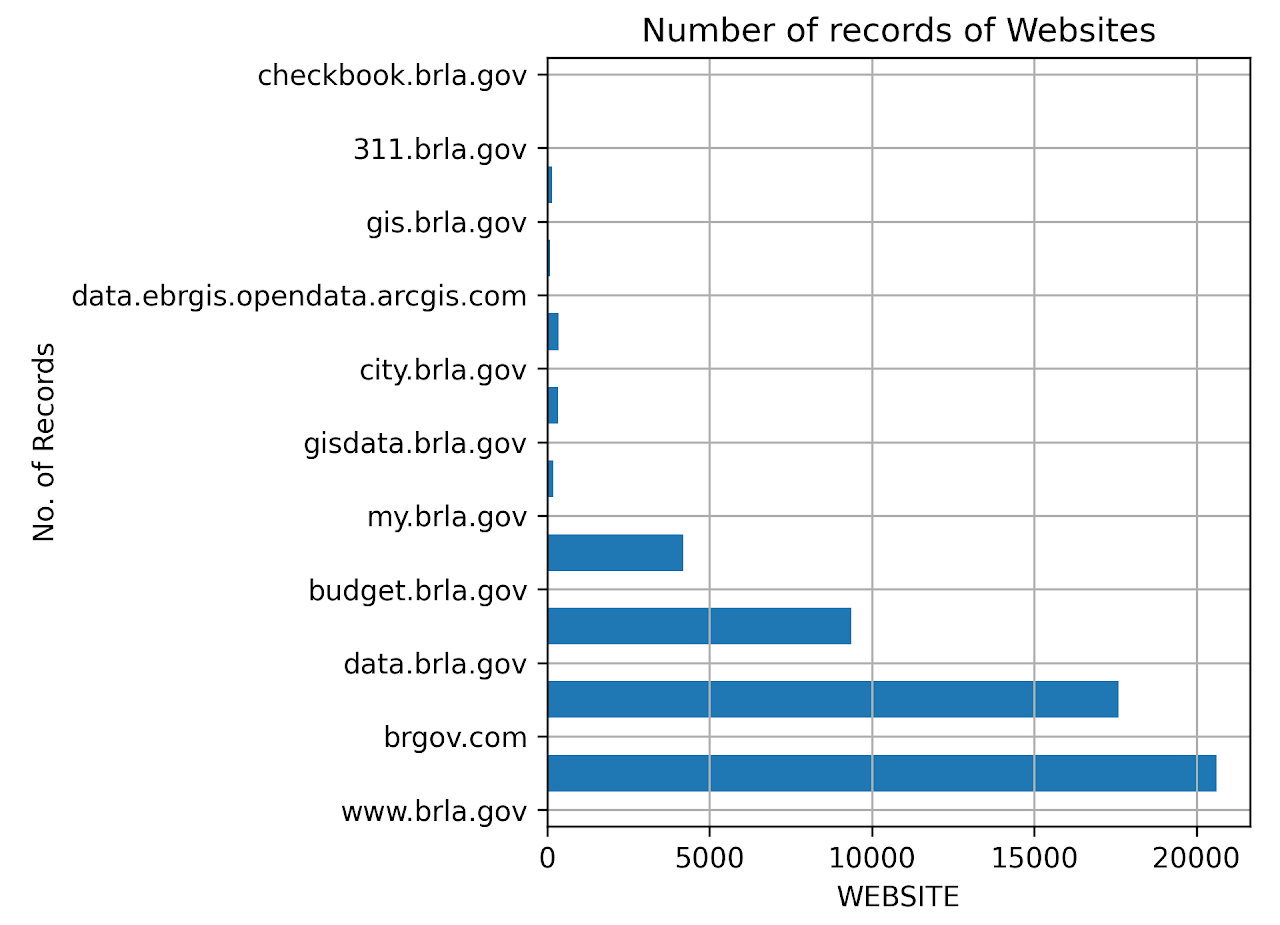 Number of records of Websites
checkbook.brla.gov
311.brla.gov
gis.brla.gov
data.ebrgis.opendata.arcgis.com
city.brla.gov
gisdata.brla.gov
my.brla.gov
budget.brla.gov
data.brla.gov
brgov.com
www.brla.gov
No. of Records
0 5000 10000 15000 20000
WEBSITE